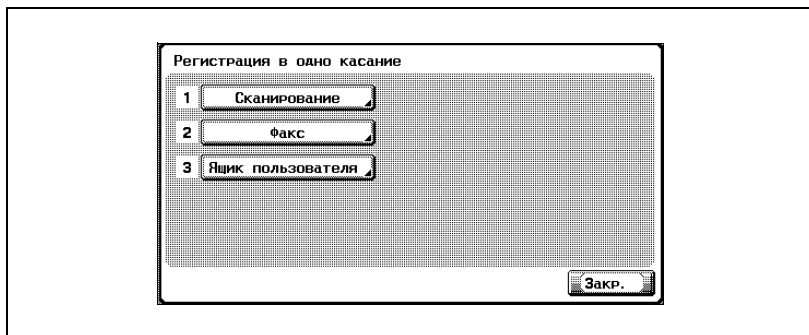 Регистрация в одно касание
1 Сканирование
2 Факс
3 Ящик пользователя
Закр.